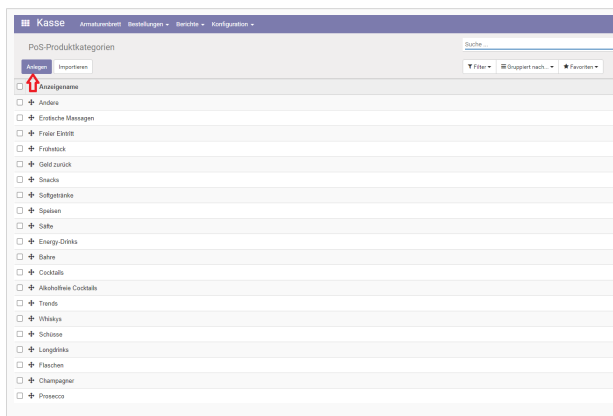 Kasse Armaturenbrett Bestellungen Berichte Konfiguration
PoS-Produktkategorien
Suche ...
Anlegen Importieren
Filter Gruppiert nach... Favoriten
Anzeigename
Andere
Erotische Massagen
Freier Eintritt
Frühstück
Geld zurück
Snacks
Softgetränke
Speisen
Säfte
Energy-Drinks
Bahre
Cocktails
Alkoholfreie Cocktails
Trends
Whiskys
Schüsse
Longdrinks
Flaschen
Champagner
Prosecco